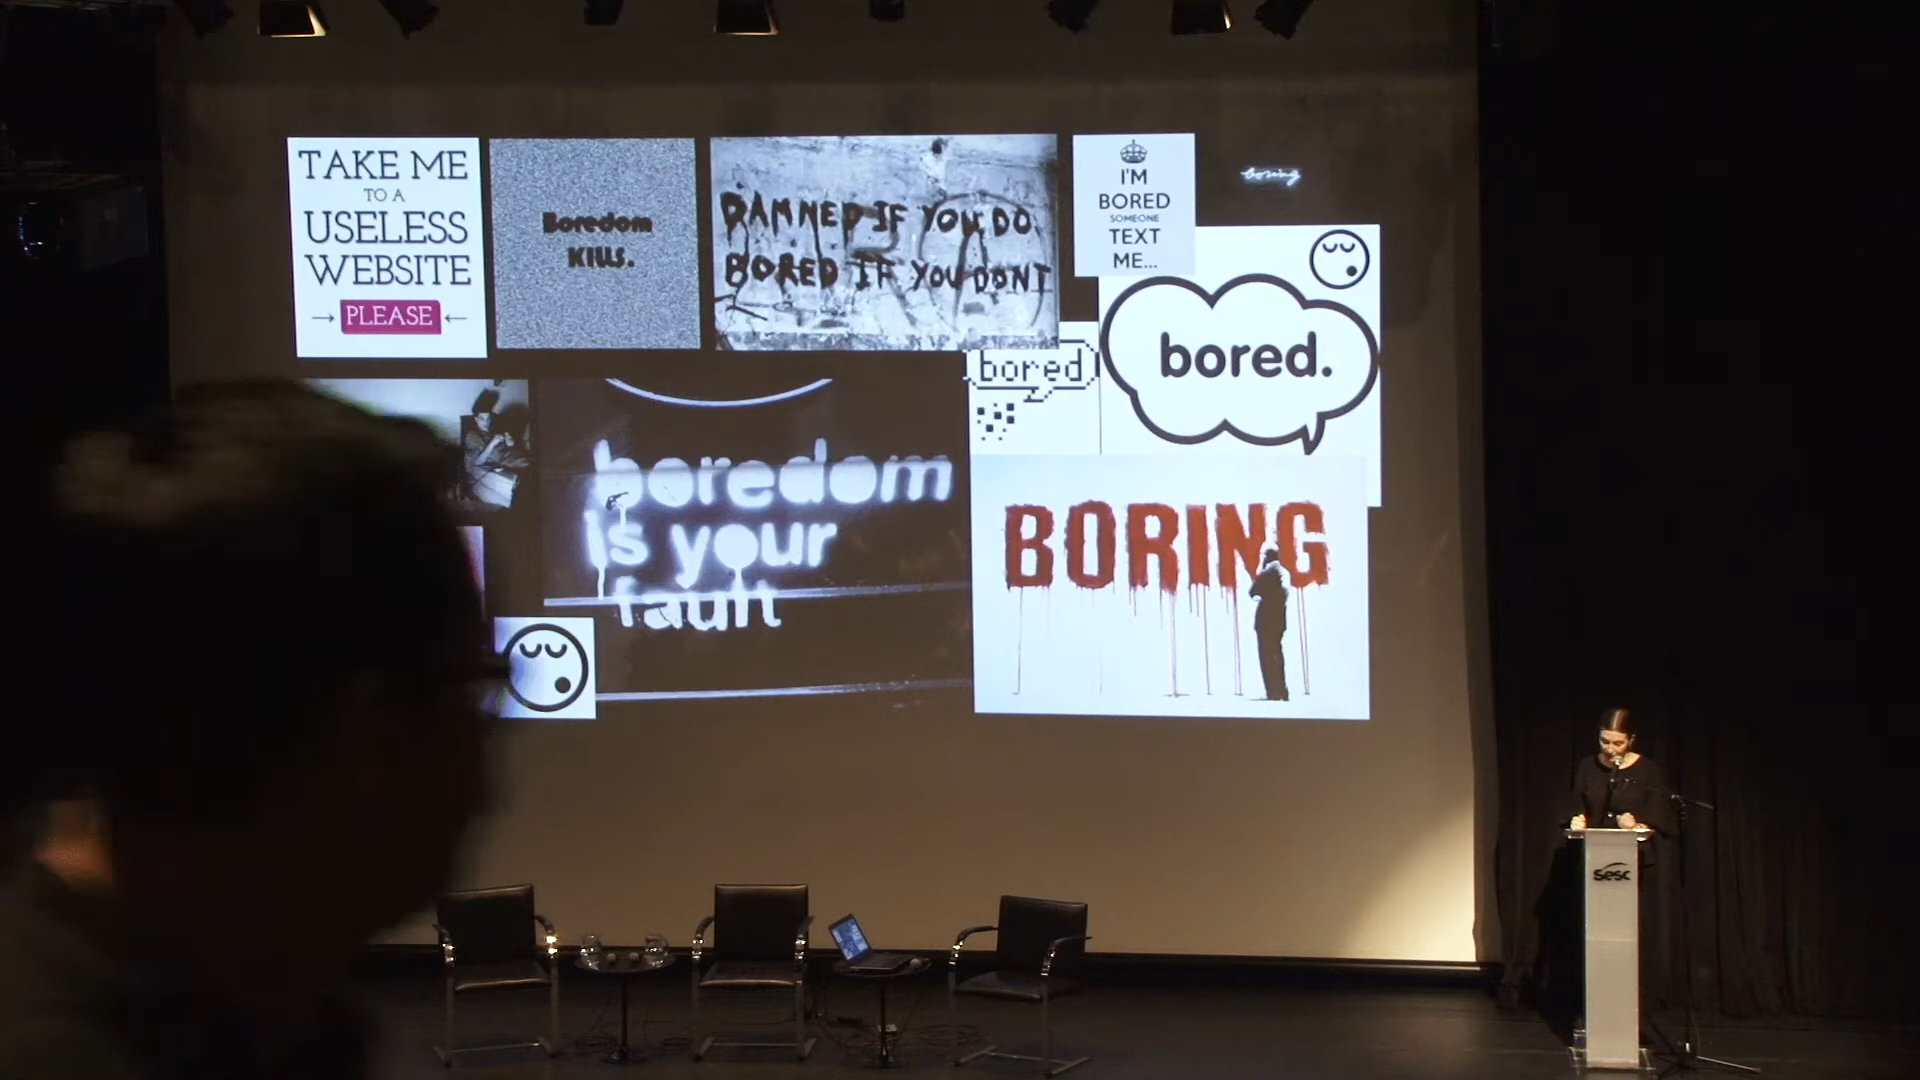 TAKE ME
TO A
USELESS
WEBSITE
→ PLEASE ←
Boredom
Kills.
DAMNED IF YOU DO
BORED IF YOU DONT
I'M
BORED
SOMEONE
TEXT
ME...
boring
bored
bored.
boredom
is your
fault
BORING
Sesc